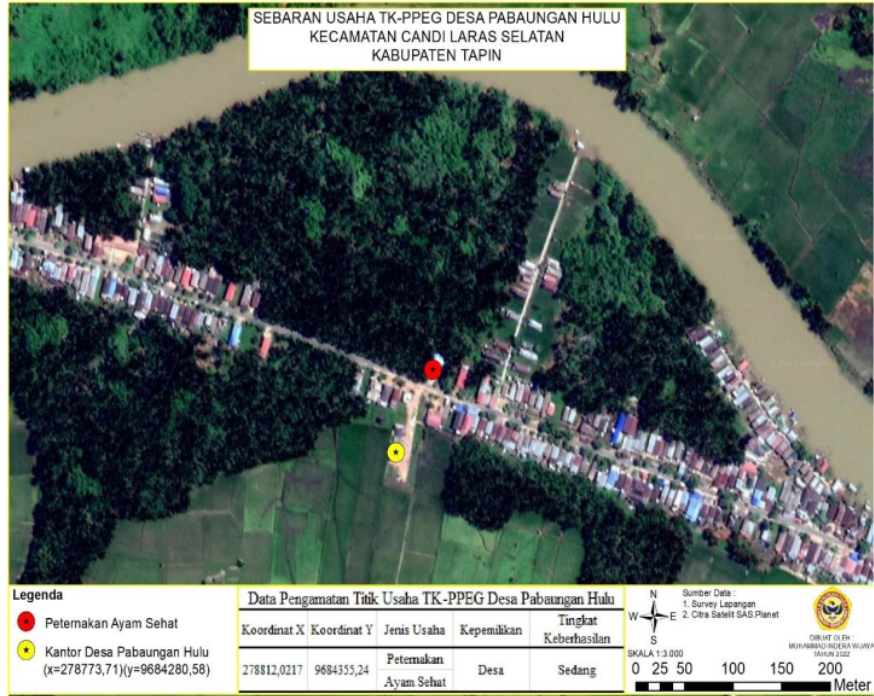 SEBARAN USAHA TK-PPEG DESA PABAUNGAN HULU
KECAMATAN CANDI LARAS SELATAN
KABUPATEN TAPIN
Legenda
Peternakan Ayam Sehat
Kantor Desa Pabaungan Hulu
(x=278773,71)(y=9684280,58)
Data Pengamatan Titik Usaha TK-PPEG Desa Pabaungan Hulu
Koordinat X Koordinat Y Jenis Usaha Kepemilikan Tingkat Keberhasilan
278812,0217 9684355,24 Peternakan Ayam Sehat Desa Sedang
N
W E
S
SKALA 1:3.000
Sumber Data :
1. Survey Lapangan
2. Citra Satelit SAS.Planet
DIBUAT OLEH :
MUHAMMAD INDERA WIJAYA
TAHUN 2022
0 25 50 100 150 200
Meter